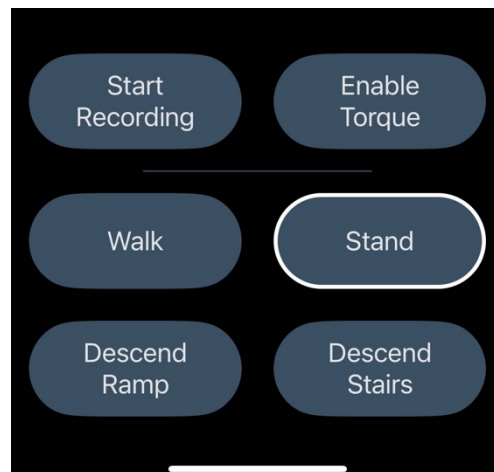 Start
Recording
Enable
Torque
Walk
Stand
Descend
Ramp
Descend
Stairs